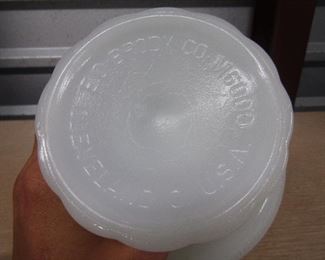 E.O. BRODY CO. M6000
CLEVELAND O. U.S.A.